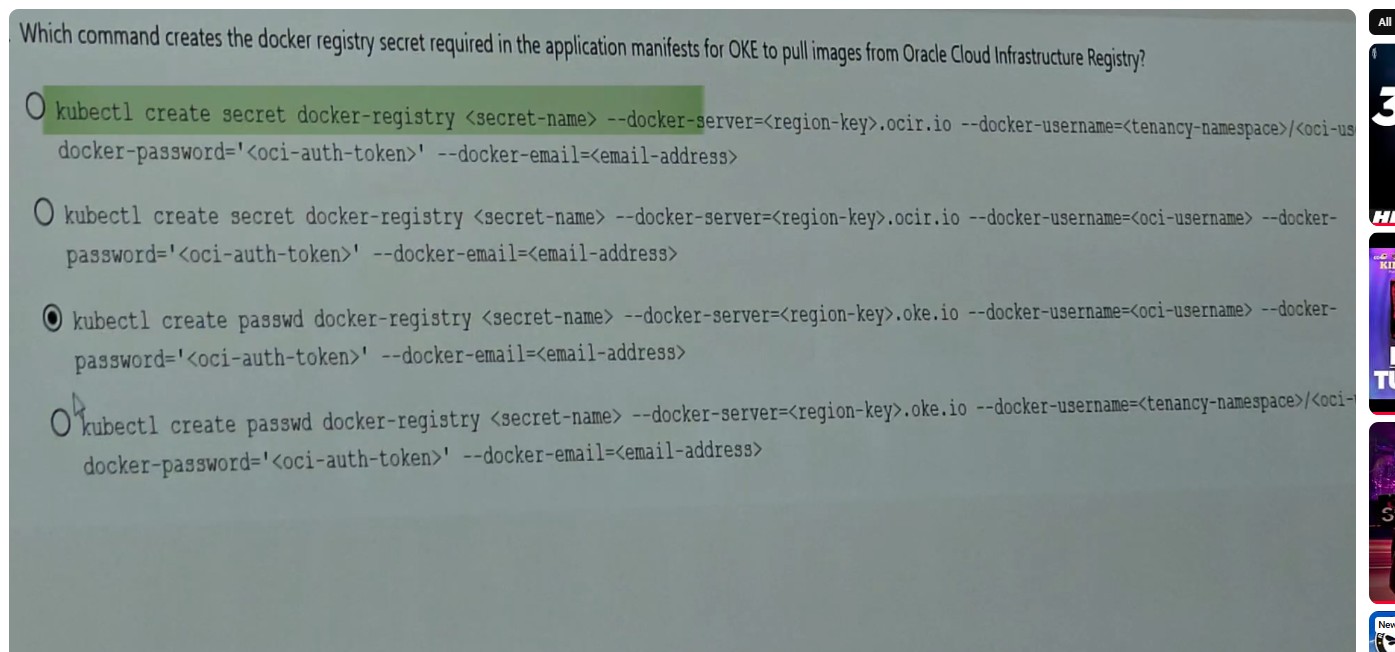 Which command creates the docker registry secret required in the application manifests for OKE to pull images from Oracle Cloud Infrastructure Registry?
kubectl create secret docker-registry <secret-name> --docker-server=<region-key>.ocir.io --docker-username=<tenancy-namespace>/<oci-us
docker-password='<oci-auth-token>' --docker-email=<email-address>
kubectl create secret docker-registry <secret-name> --docker-server=<region-key>.ocir.io --docker-username=<oci-username> --docker-
password='<oci-auth-token>' --docker-email=<email-address>
kubectl create passwd docker-registry <secret-name> --docker-server=<region-key>.oke.io --docker-username=<oci-username> --docker-
password='<oci-auth-token>' --docker-email=<email-address>
kubectl create passwd docker-registry <secret-name> --docker-server=<region-key>.oke.io --docker-username=<tenancy-namespace>/<oci-
docker-password='<oci-auth-token>' --docker-email=<email-address>
All
3
KI
TU
S
New